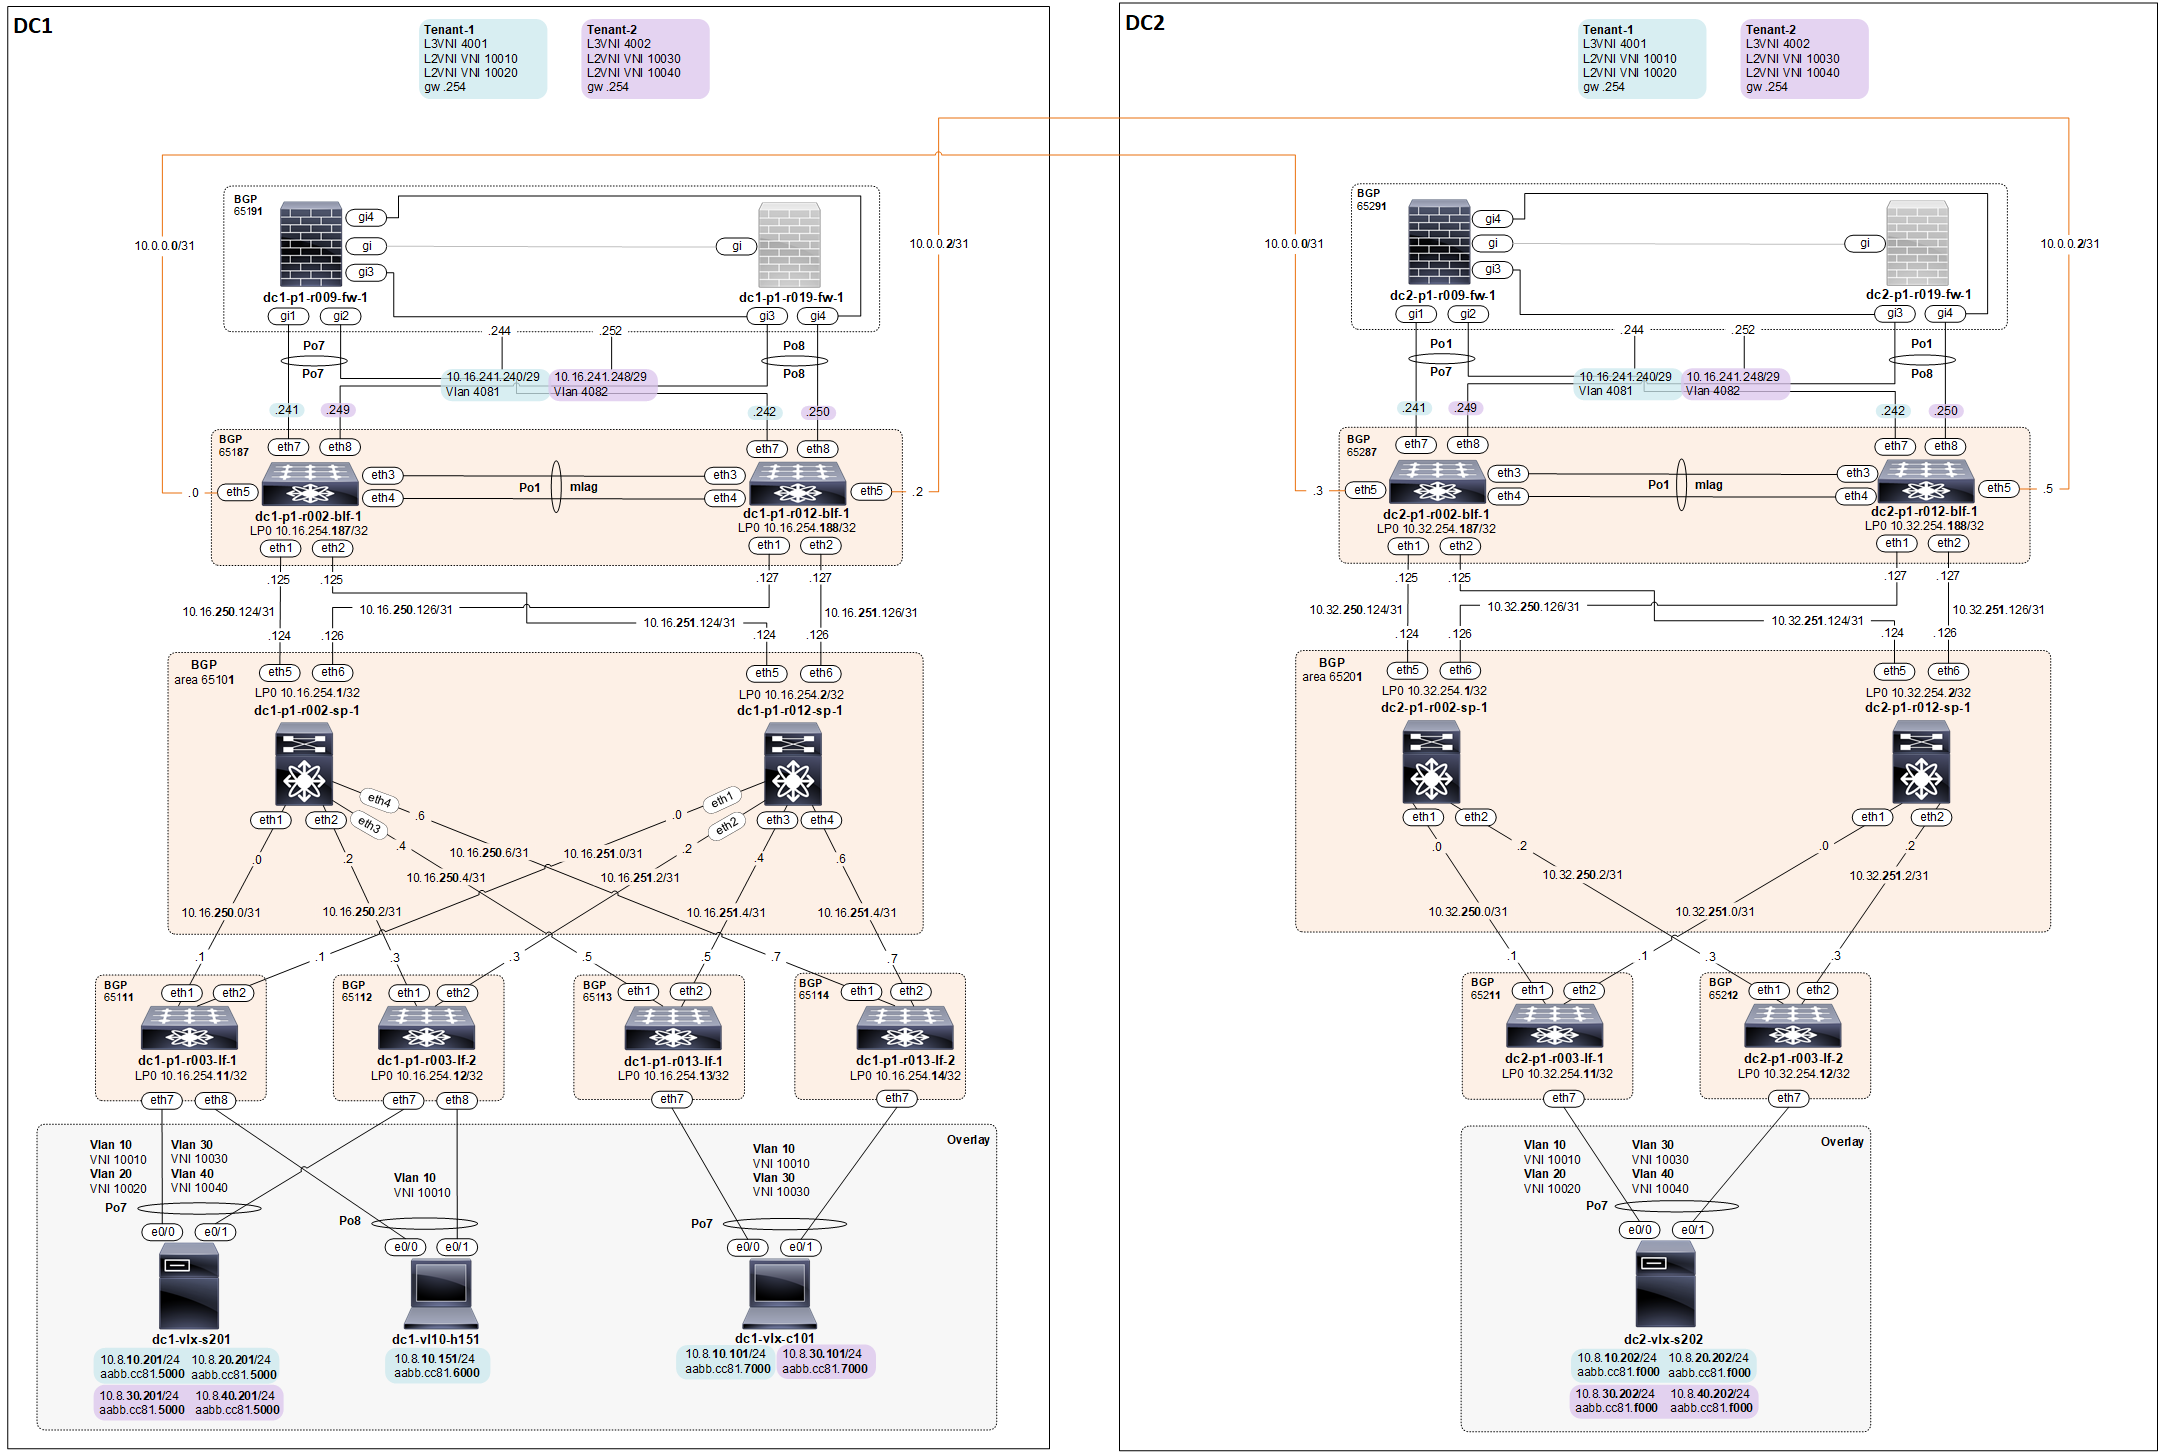 DC1
Tenant-1
L3VNI 4001
L2VNI VNI 10010
L2VNI VNI 10020
gw .254
Tenant-2
L3VNI 4002
L2VNI VNI 10030
L2VNI VNI 10040
gw .254
10.0.0.0/31
10.0.0.2/31
BGP
65191
gi4
gi
gi
gi3
dc1-p1-r009-fw-1
dc1-p1-r019-fw-1
gi1
gi2
gi3
gi4
.244
.252
Po7
Po7
Po8
Po8
10.16.241.240/29
Vlan 4081
10.16.241.248/29
Vlan 4082
.241
.249
.242
.250
BGP
65187
eth7
eth8
eth7
eth8
.0
eth5
eth3
eth4
Po1
mlag
eth3
eth4
eth5
.2
dc1-p1-r002-blf-1
LP0 10.16.254.187/32
dc1-p1-r012-blf-1
LP0 10.16.254.188/32
eth1
eth2
eth1
eth2
.125
.125
.127
.127
10.16.250.124/31
10.16.250.126/31
10.16.251.124/31
10.16.251.126/31
.124
.126
.124
.126
BGP
area 65101
eth5
eth6
eth5
eth6
LP0 10.16.254.1/32
dc1-p1-r002-sp-1
LP0 10.16.254.2/32
dc1-p1-r012-sp-1
eth4
eth3
eth1
eth2
eth1
eth2
eth3
eth4
.6
.0
.0
.2
.4
.2
.4
.6
10.16.250.6/31
10.16.251.0/31
10.16.250.4/31
10.16.251.2/31
10.16.250.0/31
10.16.250.2/31
10.16.251.4/31
10.16.251.4/31
.1
.1
.3
.3
.5
.5
.7
.7
BGP
65111
eth1
eth2
BGP
65112
eth1
eth2
BGP
65113
eth1
eth2
BGP
65114
eth1
eth2
dc1-p1-r003-lf-1
LP0 10.16.254.11/32
dc1-p1-r003-lf-2
LP0 10.16.254.12/32
dc1-p1-r013-lf-1
LP0 10.16.254.13/32
dc1-p1-r013-lf-2
LP0 10.16.254.14/32
eth7
eth8
eth7
eth8
eth7
eth7
Overlay
Vlan 10
VNI 10010
Vlan 20
VNI 10020
Vlan 30
VNI 10030
Vlan 40
VNI 10040
Vlan 10
VNI 10010
Vlan 10
VNI 10010
Vlan 30
VNI 10030
Po7
Po8
Po7
e0/0
e0/1
e0/0
e0/1
e0/0
e0/1
dc1-vlx-s201
10.8.10.201/24
aabb.cc81.5000
10.8.20.201/24
aabb.cc81.5000
10.8.30.201/24
aabb.cc81.5000
10.8.40.201/24
aabb.cc81.5000
dc1-vl10-h151
10.8.10.151/24
aabb.cc81.6000
dc1-vlx-c101
10.8.10.101/24
aabb.cc81.7000
10.8.30.101/24
aabb.cc81.7000
DC2
Tenant-1
L3VNI 4001
L2VNI VNI 10010
L2VNI VNI 10020
gw .254
Tenant-2
L3VNI 4002
L2VNI VNI 10030
L2VNI VNI 10040
gw .254
10.0.0.0/31
10.0.0.2/31
BGP
65291
gi4
gi
gi
gi3
dc2-p1-r009-fw-1
dc2-p1-r019-fw-1
gi1
gi2
gi3
gi4
.244
.252
Po1
Po7
Po1
Po8
10.16.241.240/29
Vlan 4081
10.16.241.248/29
Vlan 4082
.241
.249
.242
.250
BGP
65287
eth7
eth8
eth7
eth8
.3
eth5
eth3
eth4
Po1
mlag
eth3
eth4
eth5
.5
dc2-p1-r002-blf-1
LP0 10.32.254.187/32
dc2-p1-r012-blf-1
LP0 10.32.254.188/32
eth1
eth2
eth1
eth2
.125
.125
.127
.127
10.32.250.124/31
10.32.250.126/31
10.32.251.124/31
10.32.251.126/31
.124
.126
.124
.126
BGP
area 65201
eth5
eth6
eth5
eth6
LP0 10.32.254.1/32
dc2-p1-r002-sp-1
LP0 10.32.254.2/32
dc2-p1-r012-sp-1
eth1
eth2
eth1
eth2
.0
.2
.0
.2
10.32.250.2/31
10.32.251.2/31
10.32.250.0/31
10.32.251.0/31
.1
.1
.3
.3
BGP
65211
eth1
eth2
BGP
65212
eth1
eth2
dc2-p1-r003-lf-1
LP0 10.32.254.11/32
dc2-p1-r003-lf-2
LP0 10.32.254.12/32
eth7
eth7
Overlay
Vlan 10
VNI 10010
Vlan 20
VNI 10020
Vlan 30
VNI 10030
Vlan 40
VNI 10040
Po7
e0/0
e0/1
dc2-vlx-s202
10.8.10.202/24
aabb.cc81.f000
10.8.20.202/24
aabb.cc81.f000
10.8.30.202/24
aabb.cc81.f000
10.8.40.202/24
aabb.cc81.f000